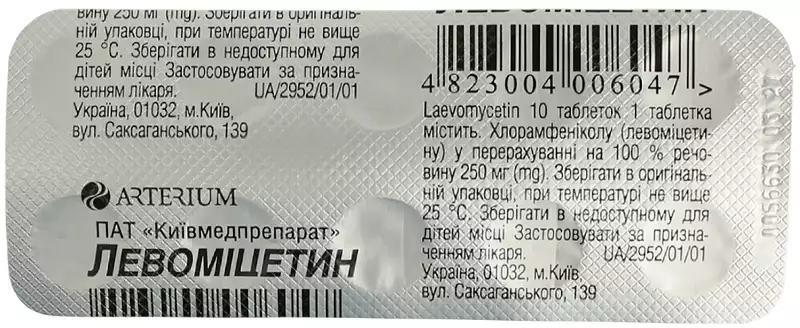 вину 250 мг (mg). Зберігати в оригіналь-
ній упаковці, при температурі не вище
25 °C. Зберігати в недоступному для
дітей місці Застосовувати за призна-
ченням лікаря. UA/2952/01/01
Україна, 01032, м.Київ,
вул. Саксаганського, 139
ARTERIUM
ПАТ «Київмедпрепарат»
ЛЕВОМІЦЕТИН
ЛЕВОМІЦЕТИН
4 823004 006047 >
Laevomycetin 10 таблеток 1 таблетка
містить. Хлорамфеніколу (левоміцети-
ну) у перерахуванні на 100 % речо-
вину 250 мг (mg). Зберігати в оригіналь-
ній упаковці, при температурі не вище
25 °C. Зберігати в недоступному для
дітей місці Застосовувати за призна-
ченням лікаря. UA/2952/01/01
Україна, 01032, м.Київ,
вул. Саксаганського, 139
0056630